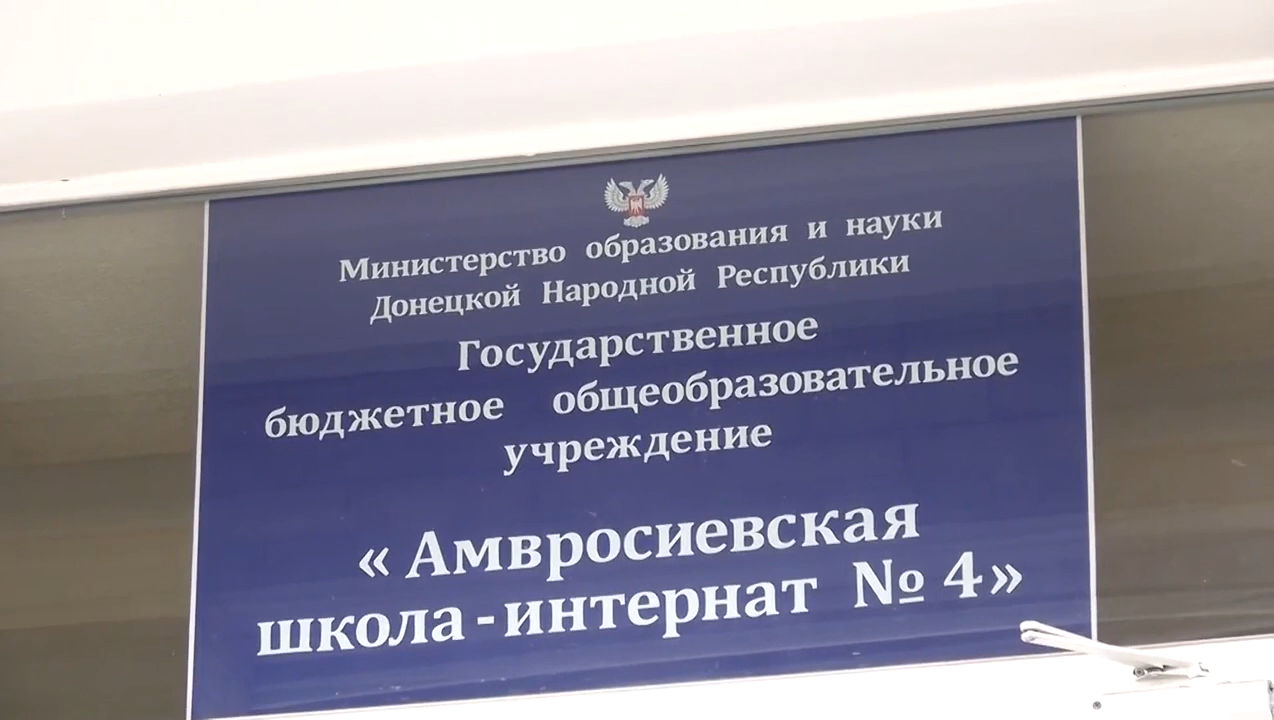 Министерство образования и науки
Донецкой Народной Республики
Государственное
бюджетное общеобразовательное
учреждение
« Амвросиевская
школа - интернат № 4»